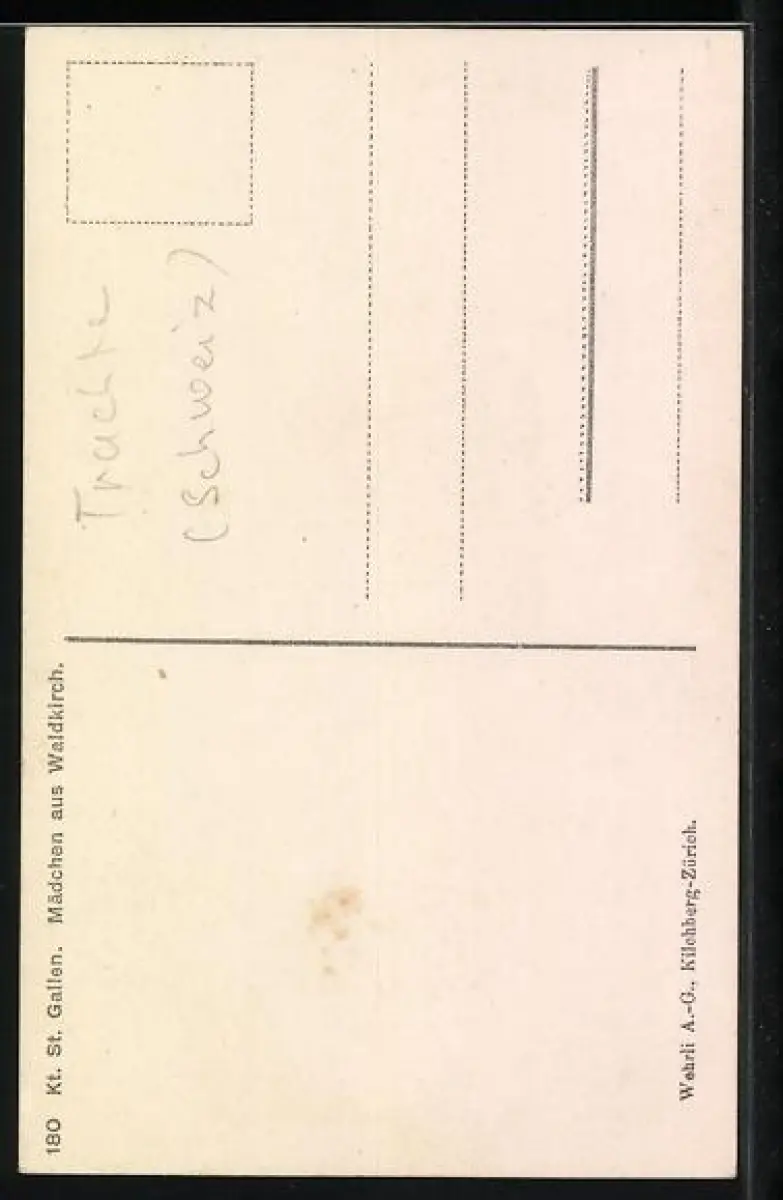 180 Kt. St. Gallen. Mädchen aus Waldkirch.
Trachte
(Schweiz)
Wehrli A.-G., Kilchberg-Zürich.